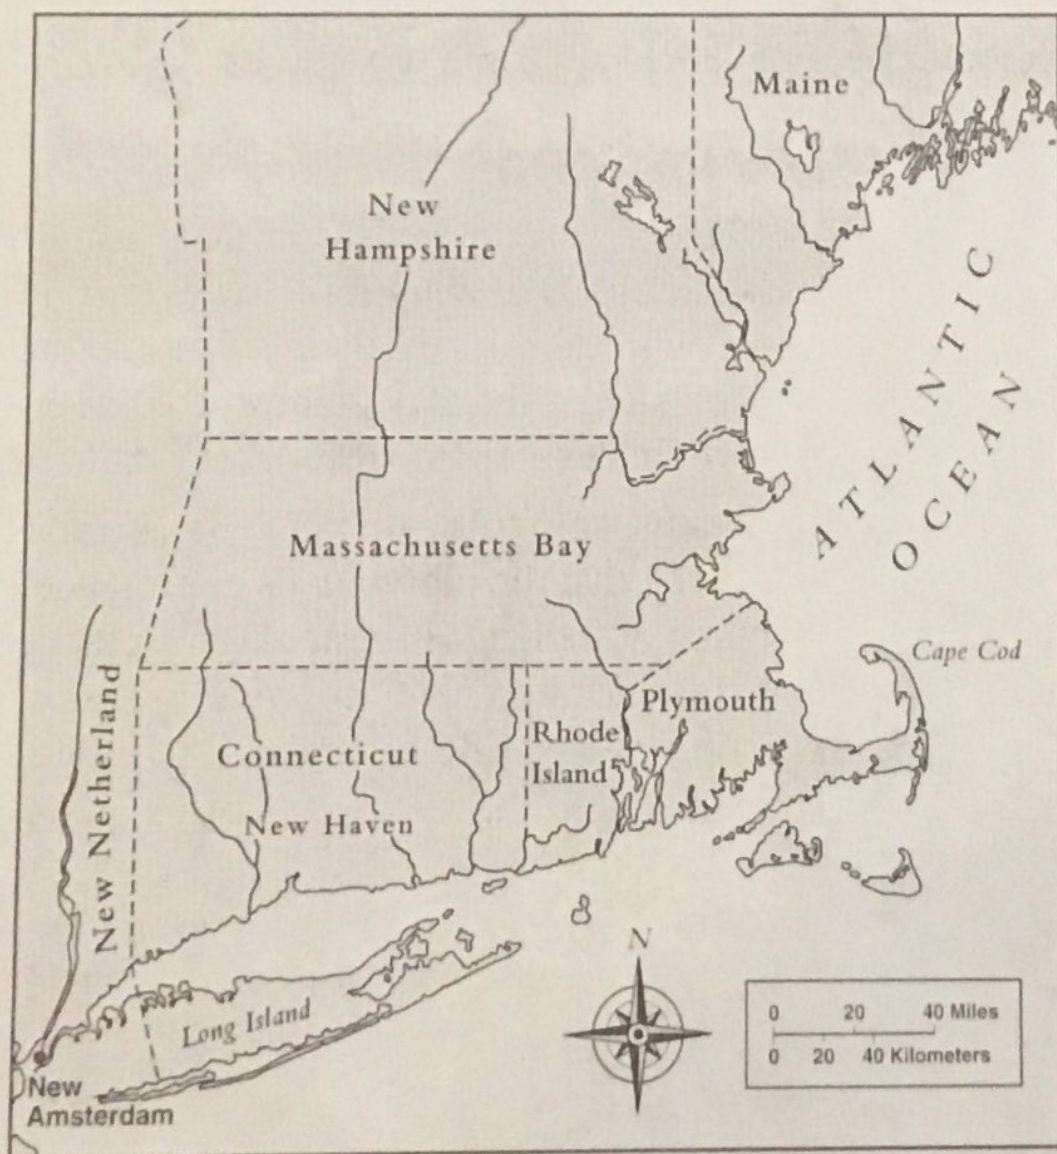 Maine
New
Hampshire
ATLANTIC
OCEAN
Massachusetts Bay
Cape Cod
New Netherland
Plymouth
Rhode
Island
Connecticut
New Haven
N
Long Island
0 20 40 Miles
0 20 40 Kilometers
New
Amsterdam